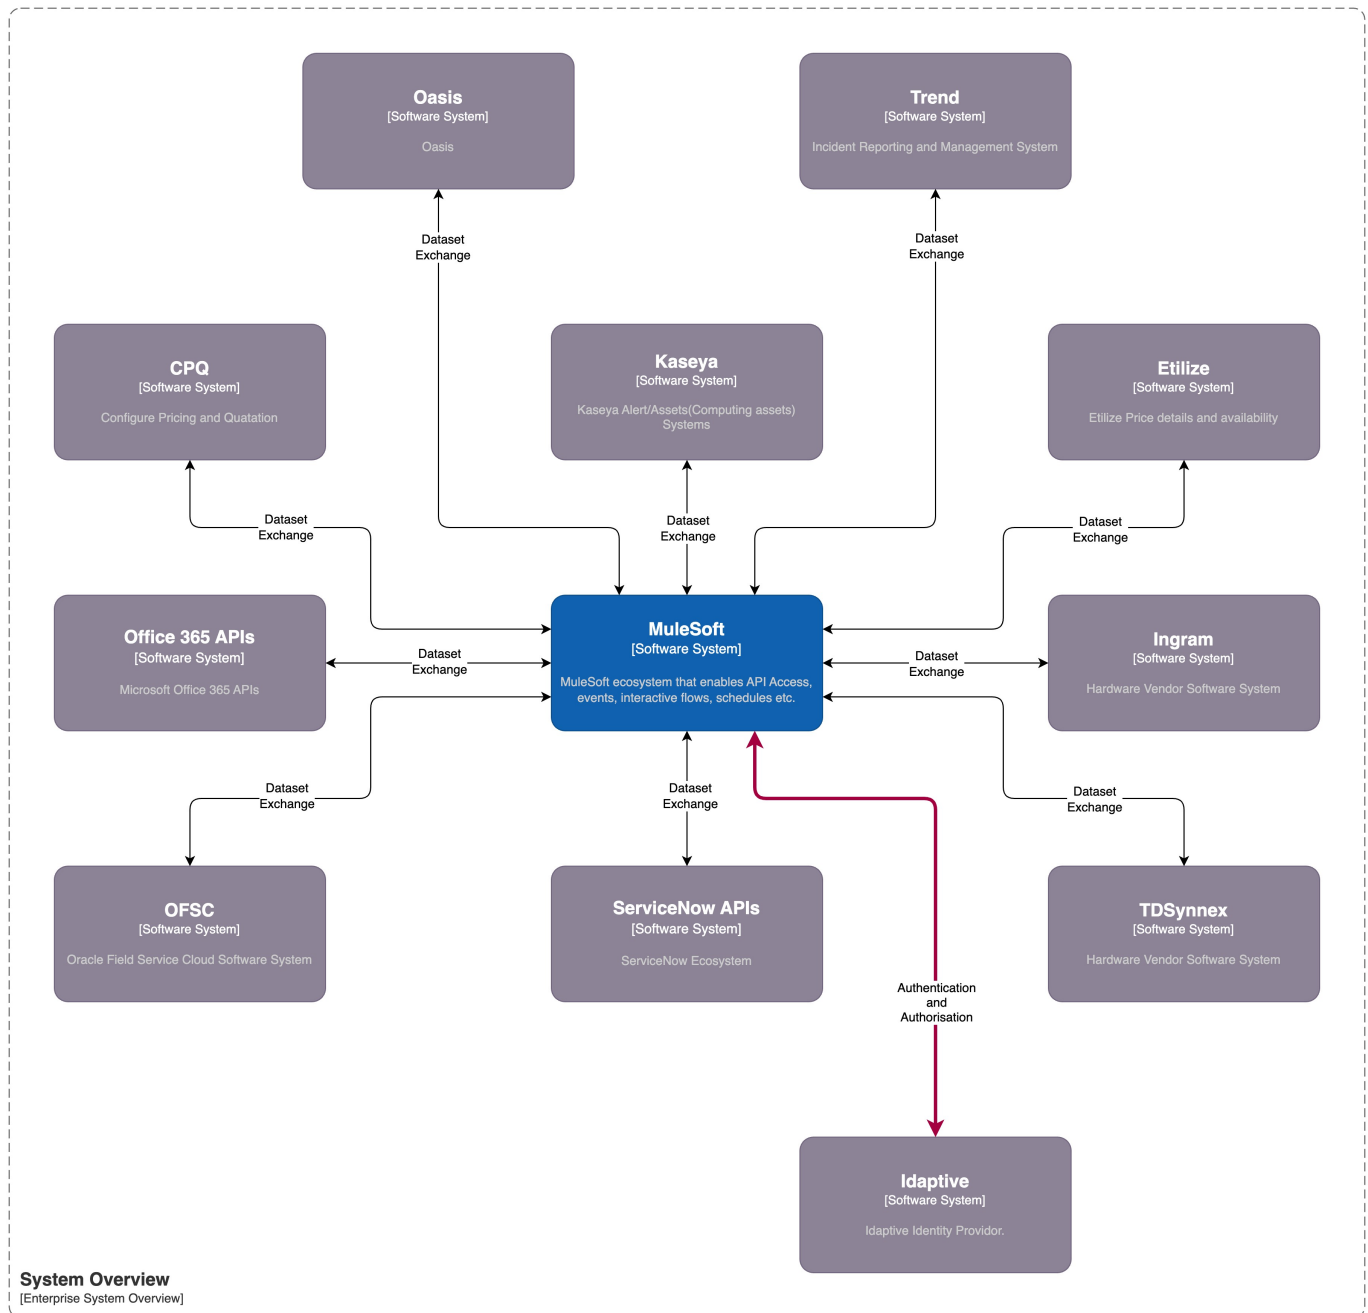 Oasis
[Software System]
Oasis
Trend
[Software System]
Incident Reporting and Management System
Dataset
Exchange
Dataset
Exchange
CPQ
[Software System]
Configure Pricing and Quatation
Kaseya
[Software System]
Kaseya Alert/Assets(Computing assets)
Systems
Etilize
[Software System]
Etilize Price details and availability
Dataset
Exchange
Dataset
Exchange
Dataset
Exchange
Office 365 APIs
[Software System]
Microsoft Office 365 APIs
Dataset
Exchange
MuleSoft
[Software System]
MuleSoft ecosystem that enables API Access,
events, interactive flows, schedules etc.
Dataset
Exchange
Ingram
[Software System]
Hardware Vendor Software System
Dataset
Exchange
Dataset
Exchange
Dataset
Exchange
OFSC
[Software System]
Oracle Field Service Cloud Software System
ServiceNow APIs
[Software System]
ServiceNow Ecosystem
TDSynnex
[Software System]
Hardware Vendor Software System
Authentication
and
Authorisation
Idaptive
[Software System]
Idaptive Identity Providor.
System Overview
[Enterprise System Overview]